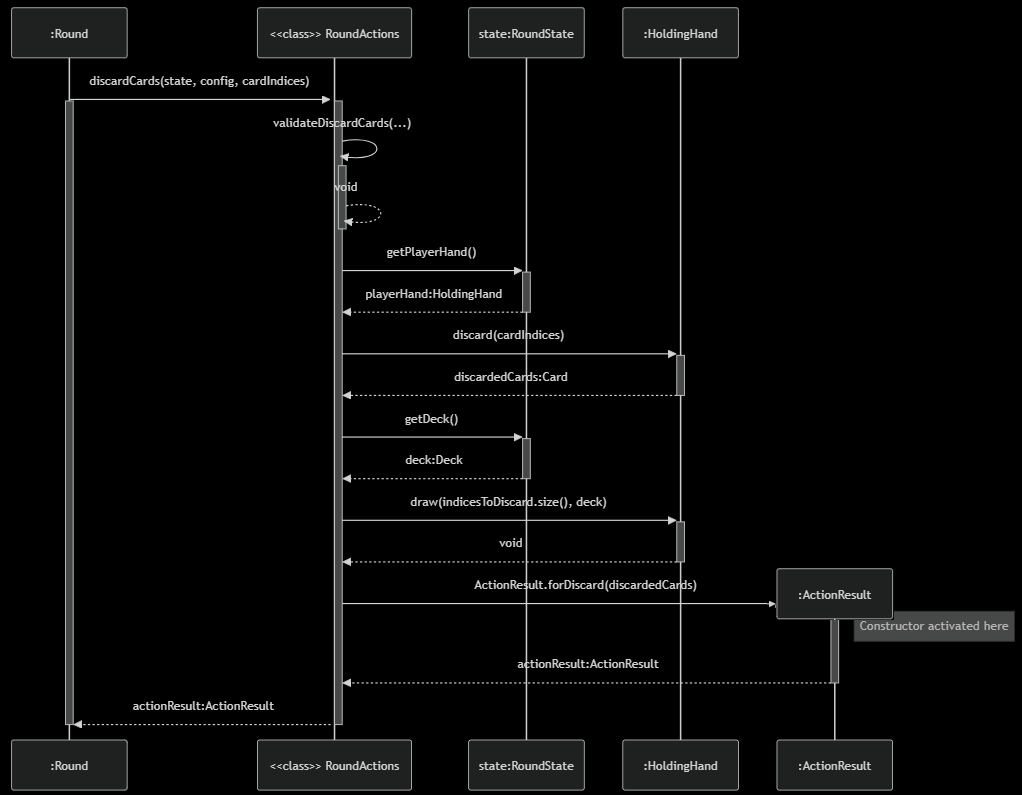 :Round
<<class>> RoundActions
state:RoundState
:HoldingHand
discardCards(state, config, cardIndices)
validateDiscardCards(...)
void
getPlayerHand()
playerHand:HoldingHand
discard(cardIndices)
discardedCards:Card
getDeck()
deck:Deck
draw(indicesToDiscard.size(), deck)
void
ActionResult.forDiscard(discardedCards)
:ActionResult
Constructor activated here
actionResult:ActionResult
actionResult:ActionResult
:Round
<<class>> RoundActions
state:RoundState
:HoldingHand
:ActionResult